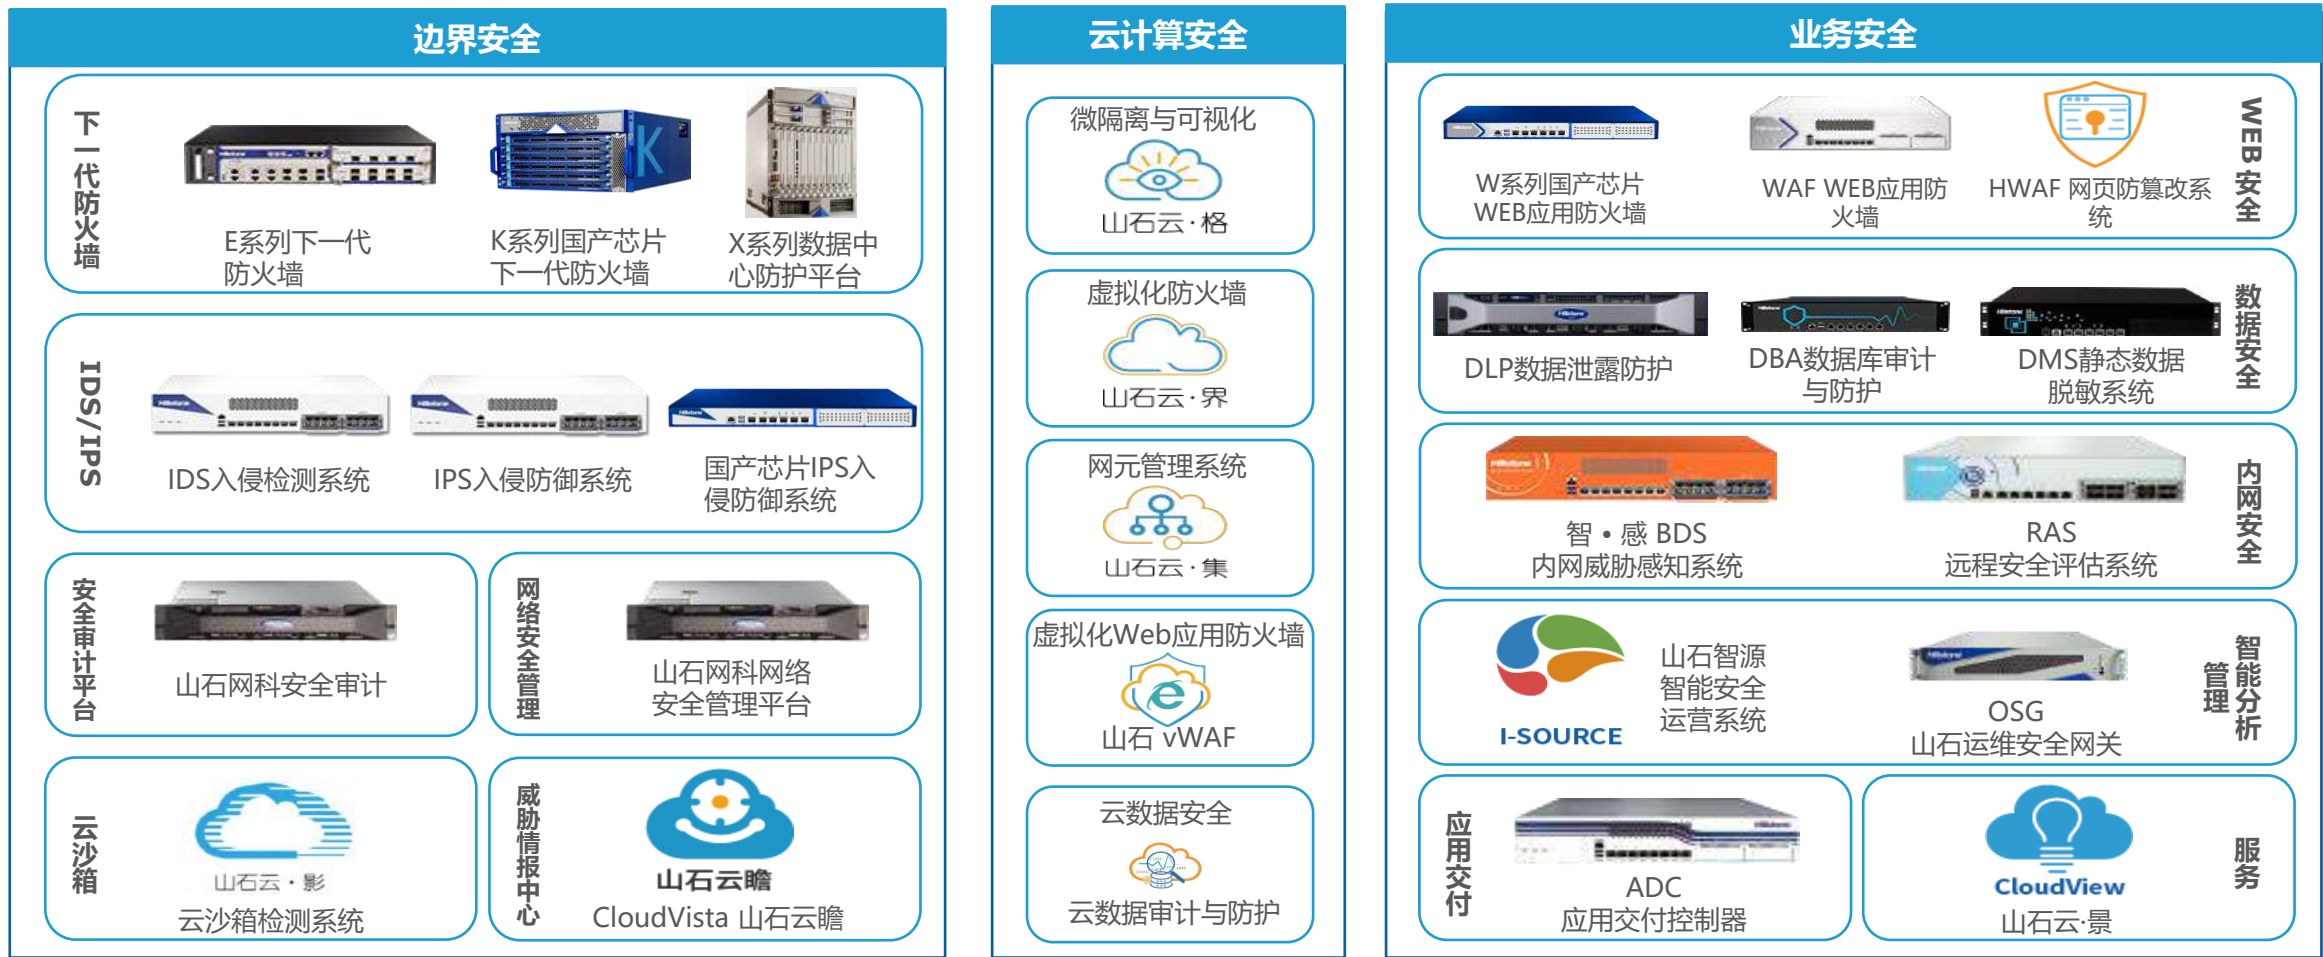 边界安全
下一代防火墙
E系列下一代
防火墙
K
K系列国产芯片
下一代防火墙
X系列数据中
心防护平台
IDS/IPS
Hillstone
IDS入侵检测系统
Hillstone
IPS入侵防御系统
Hillstone
国产芯片IPS入
侵防御系统
安全审计平台
山石网科安全审计
网络安全管理
山石网科网络
安全管理平台
云沙箱
山石云·影
云沙箱检测系统
威胁情报中心
山石云瞻
CloudVista 山石云瞻
云计算安全
微隔离与可视化
山石云·格
虚拟化防火墙
山石云·界
网元管理系统
山石云·集
虚拟化Web应用防火墙
山石 vWAF
云数据安全
云数据审计与防护
业务安全
WEB安全
W系列国产芯片
WEB应用防火墙
WAF WEB应用防
火墙
HWAF 网页防篡改系
统
数据安全
Hillstone
DLP数据泄露防护
DBA数据库审计
与防护
Hillstone
DMS静态数据
脱敏系统
内网安全
智 • 感 BDS
内网威胁感知系统
RAS
远程安全评估系统
智能分析
管理
I-SOURCE
山石智源
智能安全
运营系统
Hillstone
OSG
山石运维安全网关
应用交付
ADC
应用交付控制器
服务
CloudView
山石云·景